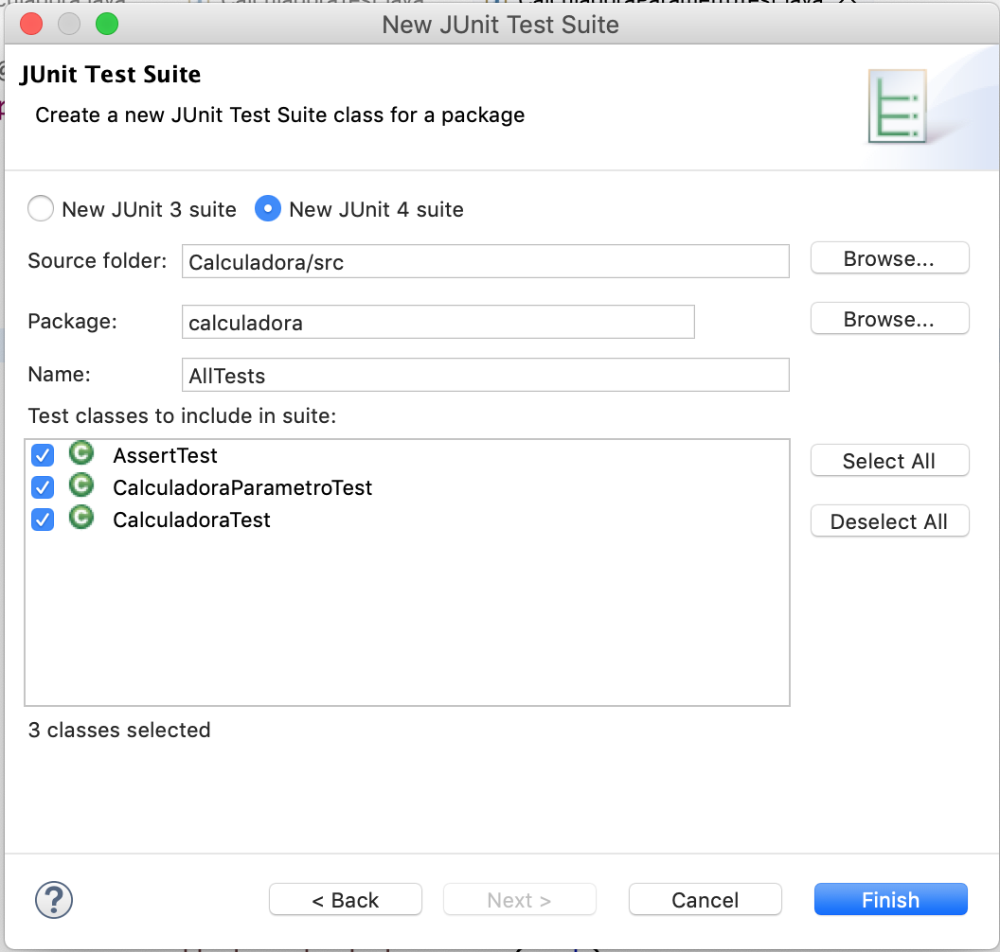 New JUnit Test Suite
JUnit Test Suite
Create a new JUnit Test Suite class for a package
New JUnit 3 suite New JUnit 4 suite
Source folder: Calculadora/src Browse...
Package: calculadora Browse...
Name: AllTests
Test classes to include in suite:
AssertTest Select All
CalculadoraParametroTest
CalculadoraTest Deselect All
3 classes selected
? < Back Next > Cancel Finish